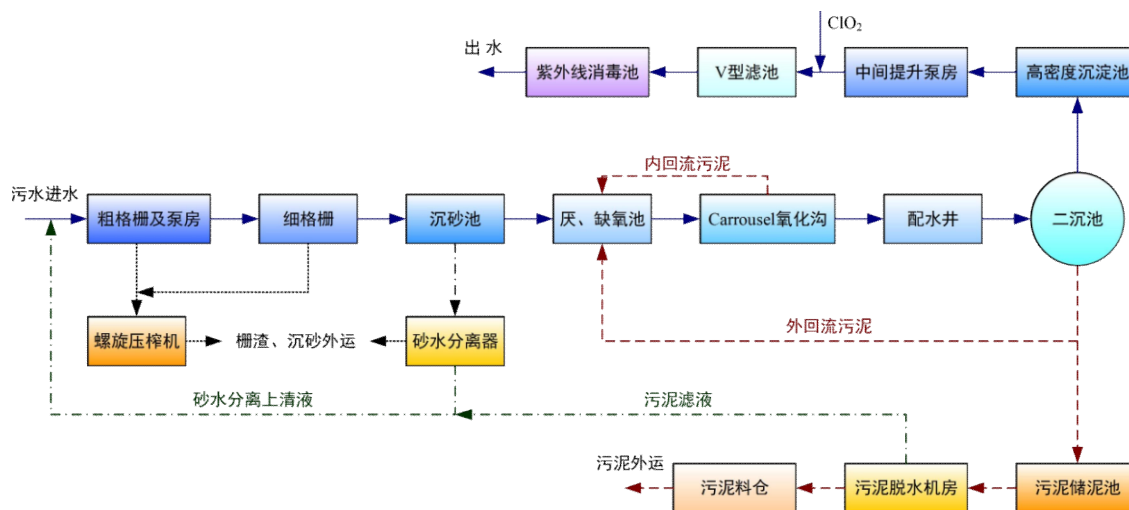 ClO₂
出 水
紫外线消毒池
V型滤池
中间提升泵房
高密度沉淀池
内回流污泥
污水进水
粗格栅及泵房
细格栅
沉砂池
厌、缺氧池
Carrousel氧化沟
配水井
二沉池
外回流污泥
螺旋压榨机
栅渣、沉砂外运
砂水分离器
砂水分离上清液
污泥滤液
污泥外运
污泥料仓
污泥脱水机房
污泥储泥池